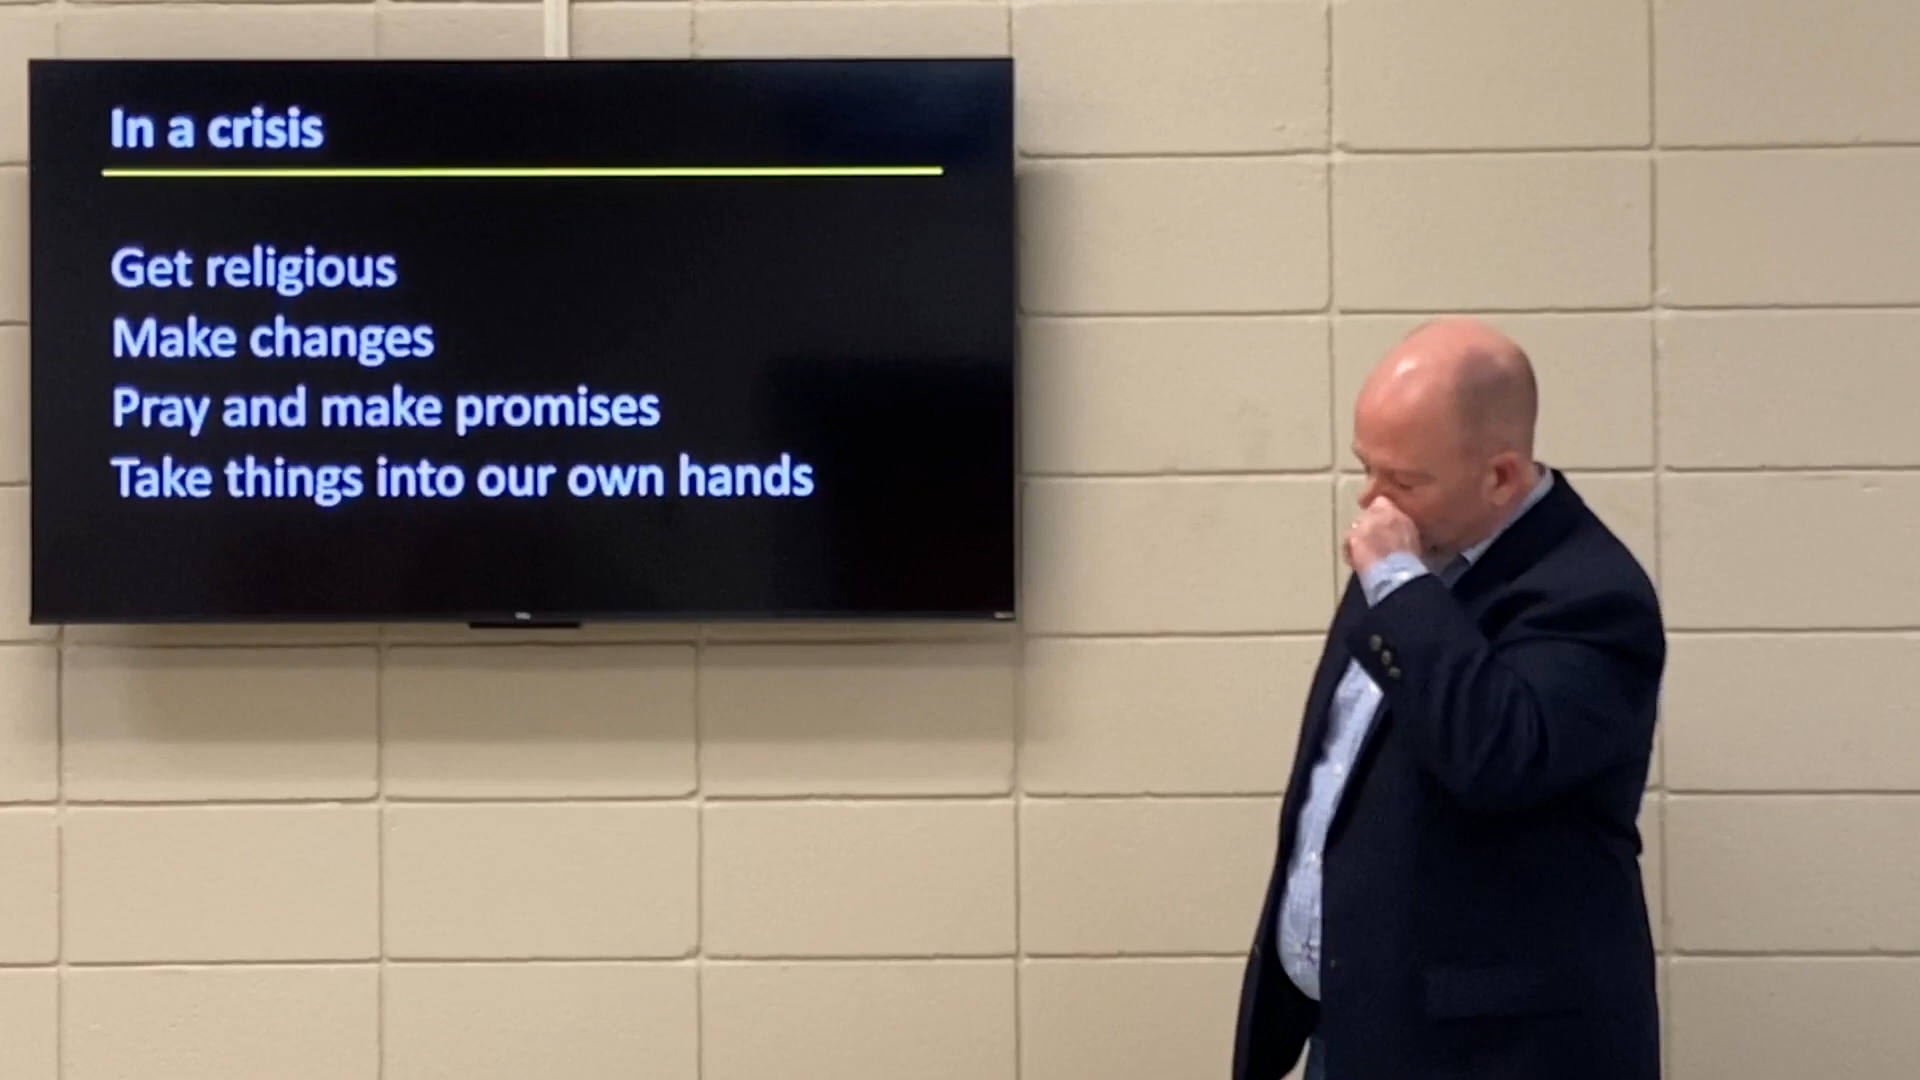 In a crisis
Get religious
Make changes
Pray and make promises
Take things into our own hands